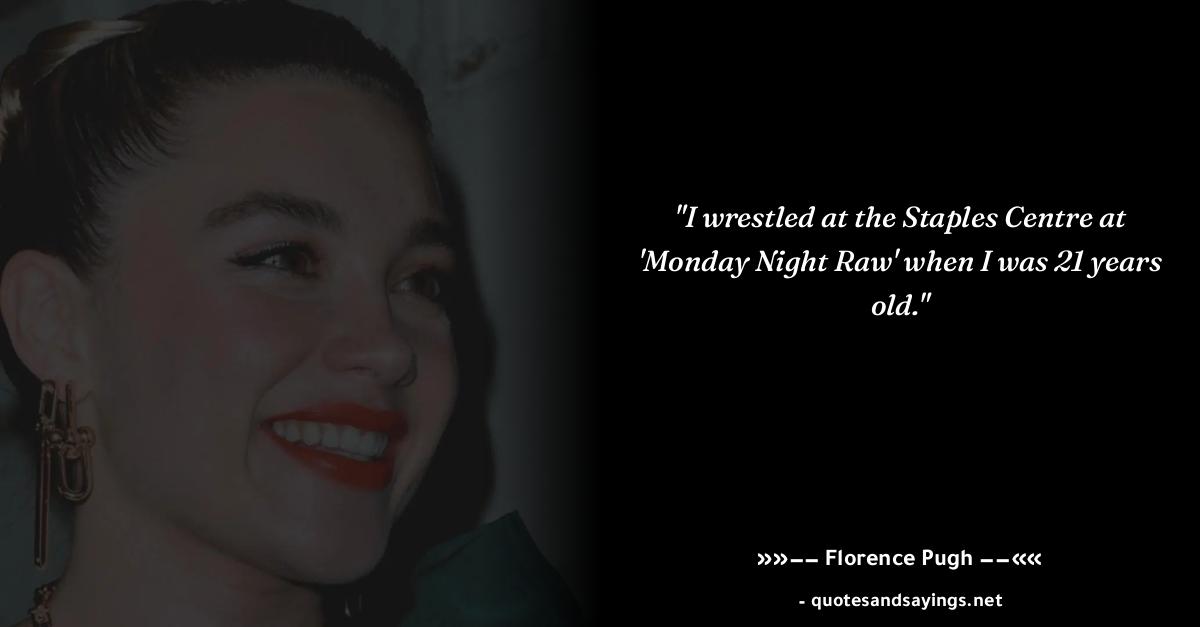 "I wrestled at the Staples Centre at
'Monday Night Raw' when I was 21 years
old."
»»−− Florence Pugh −−««
- quotesandsayings.net